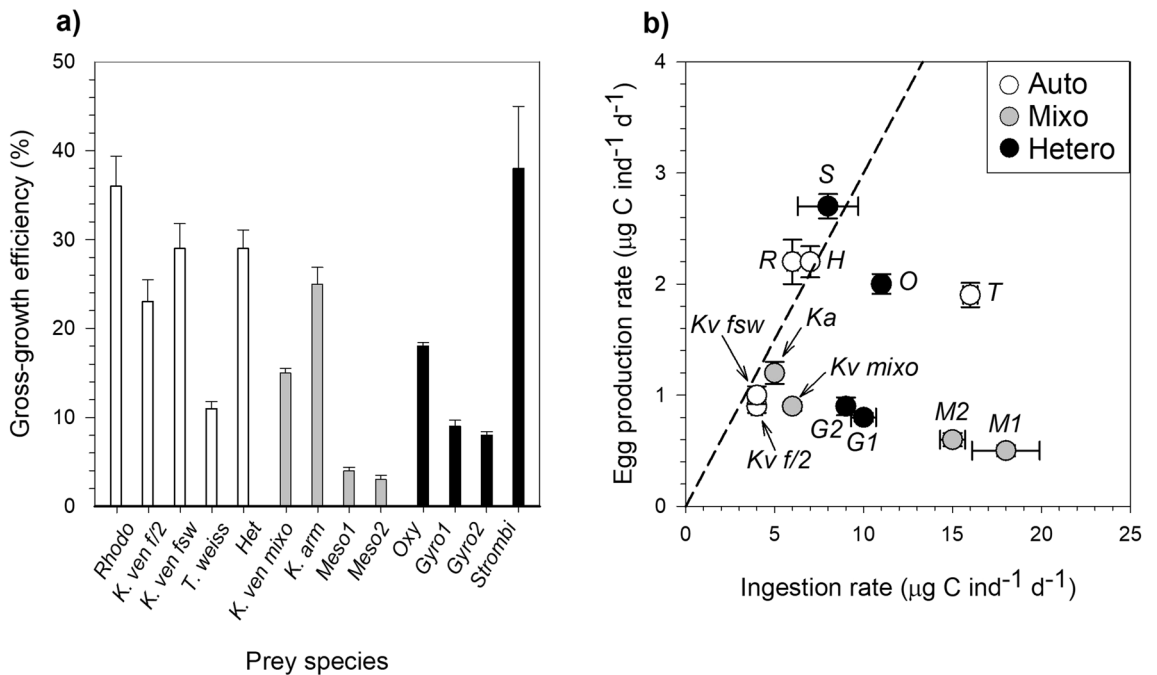 a)
50
40
30
20
10
0
Gross-growth efficiency (%)
Rhodo
K. ven f/2
K. ven fsw
T. weiss
Het
K. ven mixo
K. arm
Meso1
Meso2
Oxy
Gyro1
Gyro2
Strombi
Prey species
b)
4
3
2
1
0
Egg production rate (μg C ind⁻¹ d⁻¹)
Auto
Mixo
Hetero
S
R
H
O
T
Kv fsw
Ka
Kv mixo
G2
G1
M2
M1
Kv f/2
0
5
10
15
20
25
Ingestion rate (μg C ind⁻¹ d⁻¹)